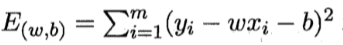 E_{(w,b)} = \sum_{i=1}^{m}(y_i - wx_i - b)^2